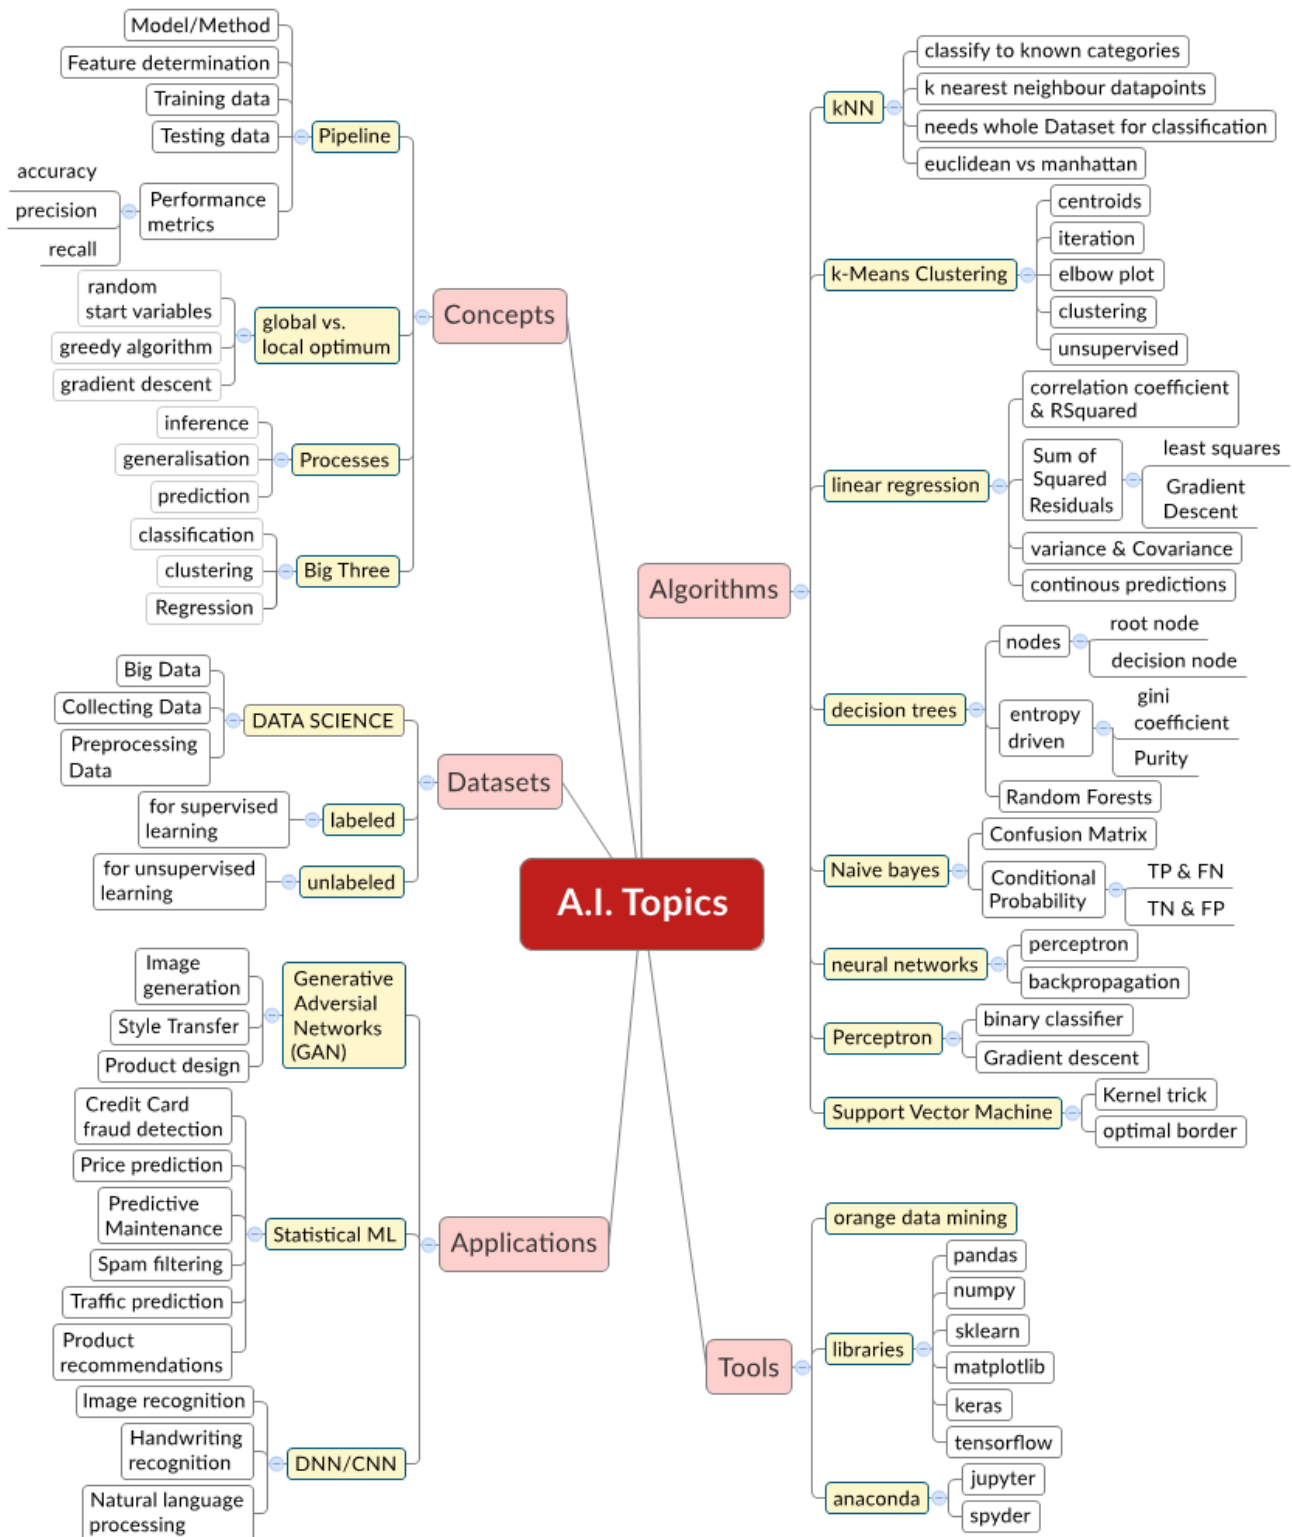 A.I. Topics
Concepts
Pipeline
Model/Method
Feature determination
Training data
Testing data
Performance
metrics
accuracy
precision
recall
global vs.
local optimum
random
start variables
greedy algorithm
gradient descent
Processes
inference
generalisation
prediction
Big Three
classification
clustering
Regression
Datasets
DATA SCIENCE
Big Data
Collecting Data
Preprocessing
Data
labeled
for supervised
learning
unlabeled
for unsupervised
learning
Applications
Generative
Adversial
Networks
(GAN)
Image
generation
Style Transfer
Product design
Statistical ML
Credit Card
fraud detection
Price prediction
Predictive
Maintenance
Spam filtering
Traffic prediction
Product
recommendations
DNN/CNN
Image recognition
Handwriting
recognition
Natural language
processing
Algorithms
kNN
classify to known categories
k nearest neighbour datapoints
needs whole Dataset for classification
euclidean vs manhattan
k-Means Clustering
centroids
iteration
elbow plot
clustering
unsupervised
linear regression
correlation coefficient
& RSquared
Sum of
Squared
Residuals
least squares
Gradient
Descent
variance & Covariance
continous predictions
decision trees
nodes
root node
decision node
entropy
driven
gini
coefficient
Purity
Random Forests
Naive bayes
Confusion Matrix
Conditional
Probability
TP & FN
TN & FP
neural networks
perceptron
backpropagation
Perceptron
binary classifier
Gradient descent
Support Vector Machine
Kernel trick
optimal border
Tools
orange data mining
libraries
pandas
numpy
sklearn
matplotlib
keras
tensorflow
anaconda
jupyter
spyder